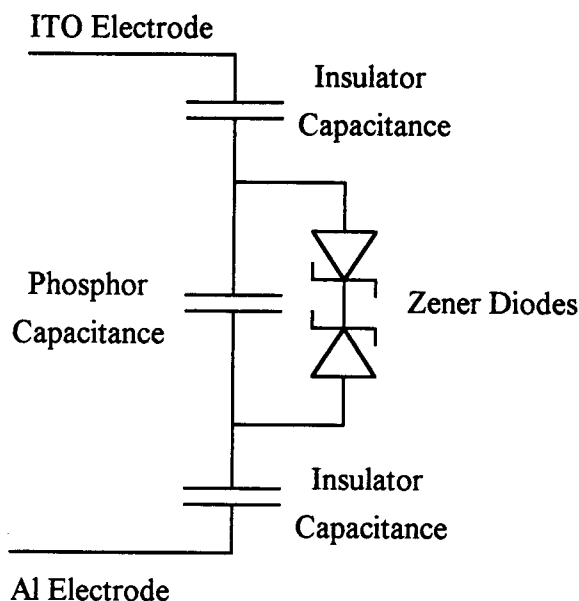 ITO Electrode
Insulator
Capacitance
Phosphor
Capacitance
Zener Diodes
Insulator
Capacitance
Al Electrode